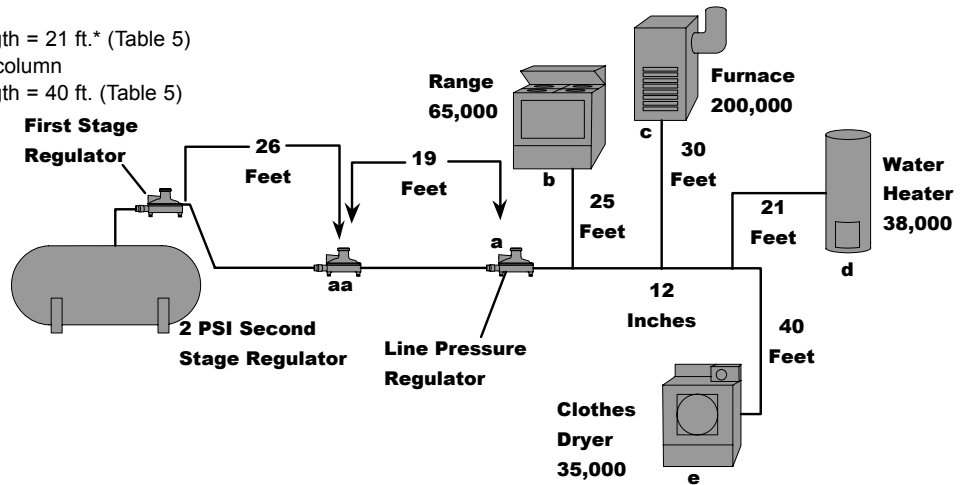 gth = 21 ft.* (Table 5)
column
gth = 40 ft. (Table 5)
First Stage
Regulator
26
Feet
19
Feet
Range
65,000
b
Furnace
200,000
c
30
Feet
25
Feet
Water
Heater
38,000
21
Feet
d
a
aa
2 PSI Second
Stage Regulator
Line Pressure
Regulator
12
Inches
40
Feet
Clothes
Dryer
35,000
e